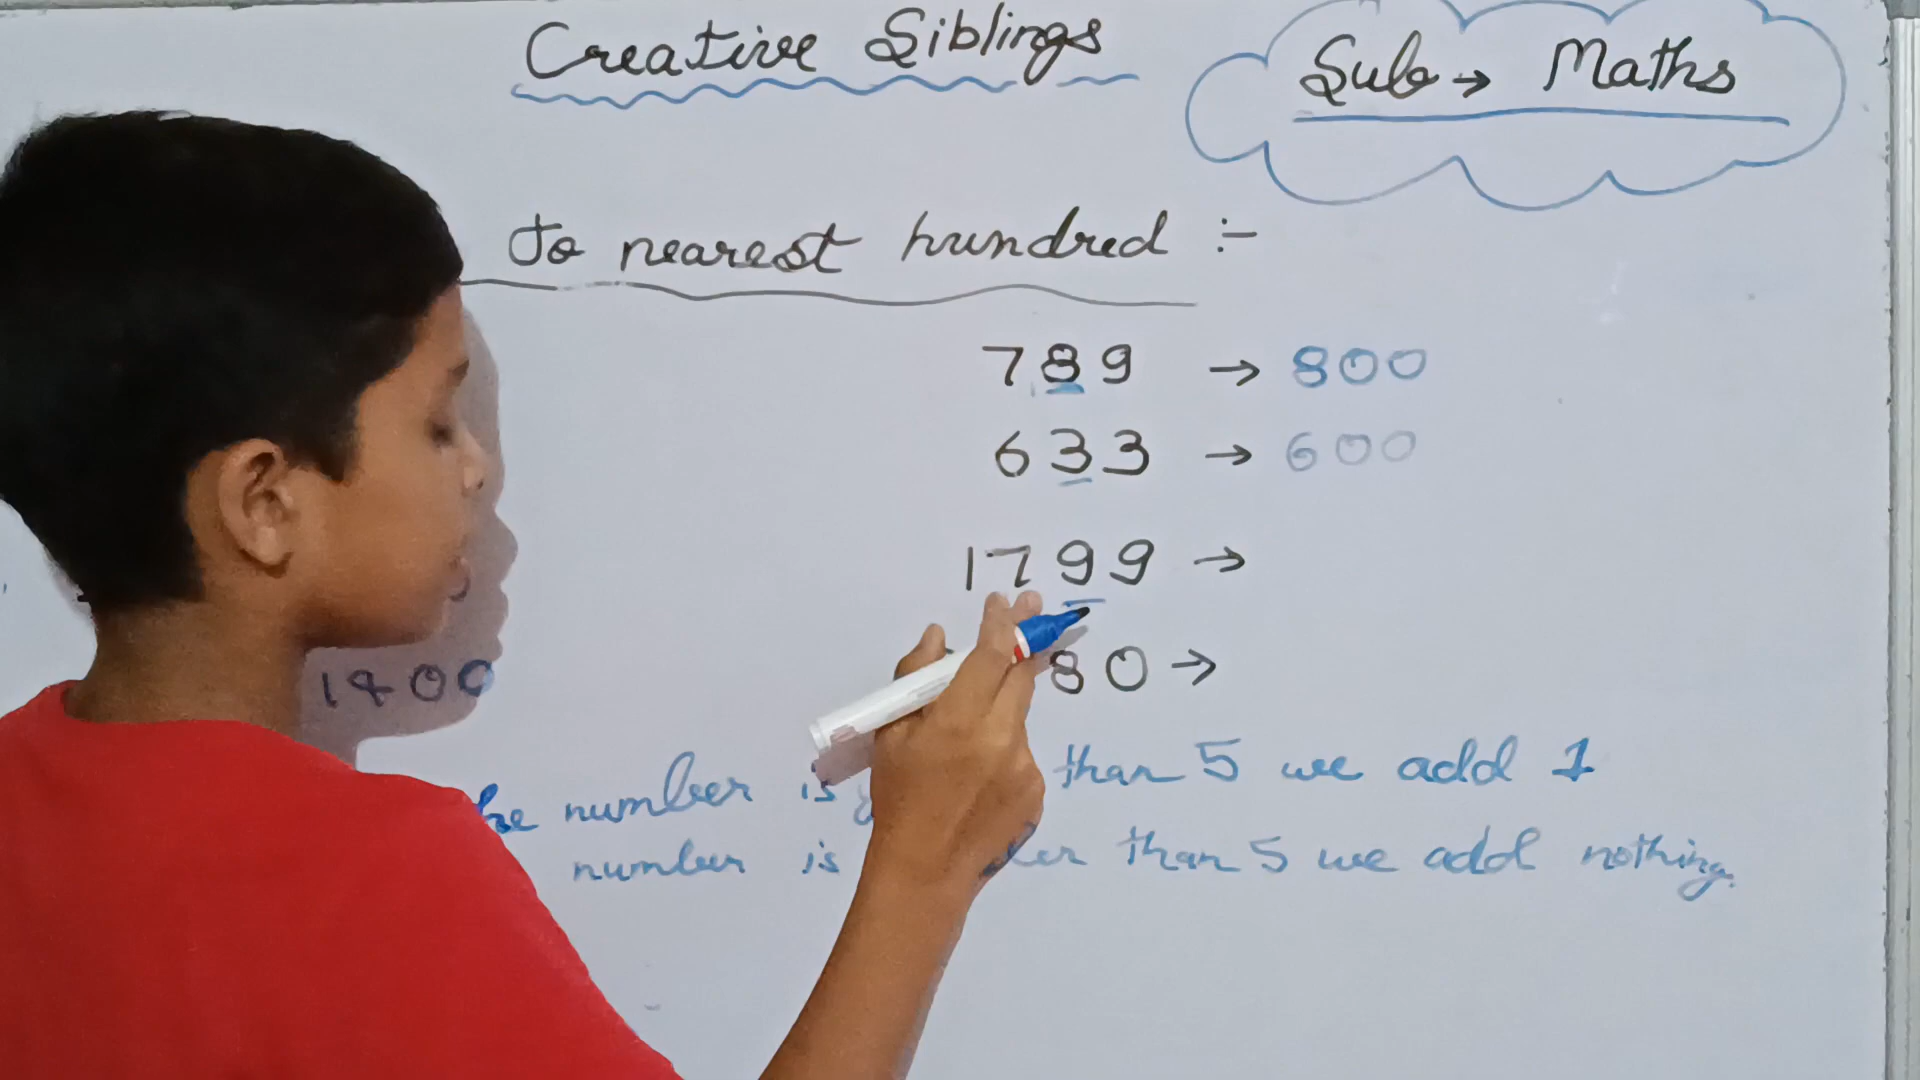 Creative Siblings
Sub → Maths
To nearest hundred :-
789 → 800
633 → 600
1799 →
80 →
1400
number is than 5 we add 1
number is than 5 we add nothing.